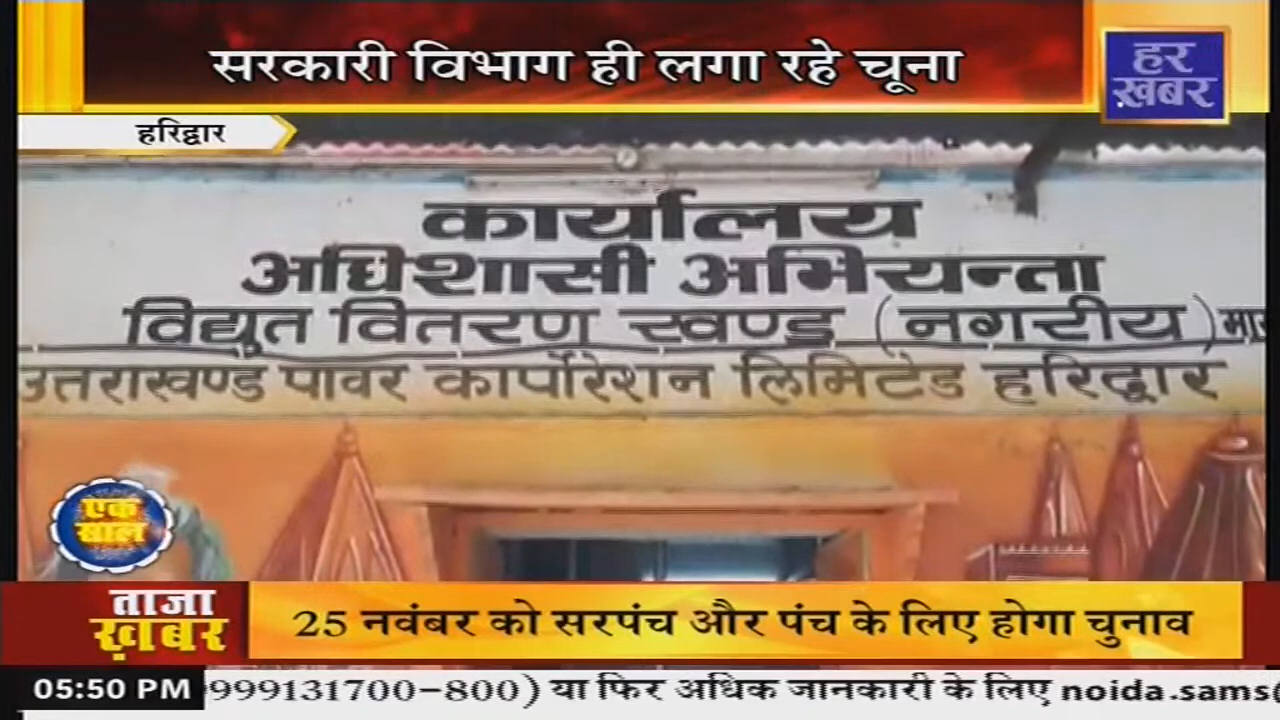 सरकारी विभाग ही लगा रहे चूना
हर
ख़बर
हरिद्वार
कार्यालय
अधिशासी अभियन्ता
विद्युत वितरण खण्ड (नगरीय)
उत्तराखण्ड पावर कार्पोरेशन लिमिटेड हरिद्वार
एक
साल
ताजा
ख़बर
25 नवंबर को सरपंच और पंच के लिए होगा चुनाव
05:50 PM
9999131700-800) या फिर अधिक जानकारी के लिए noida.sams@